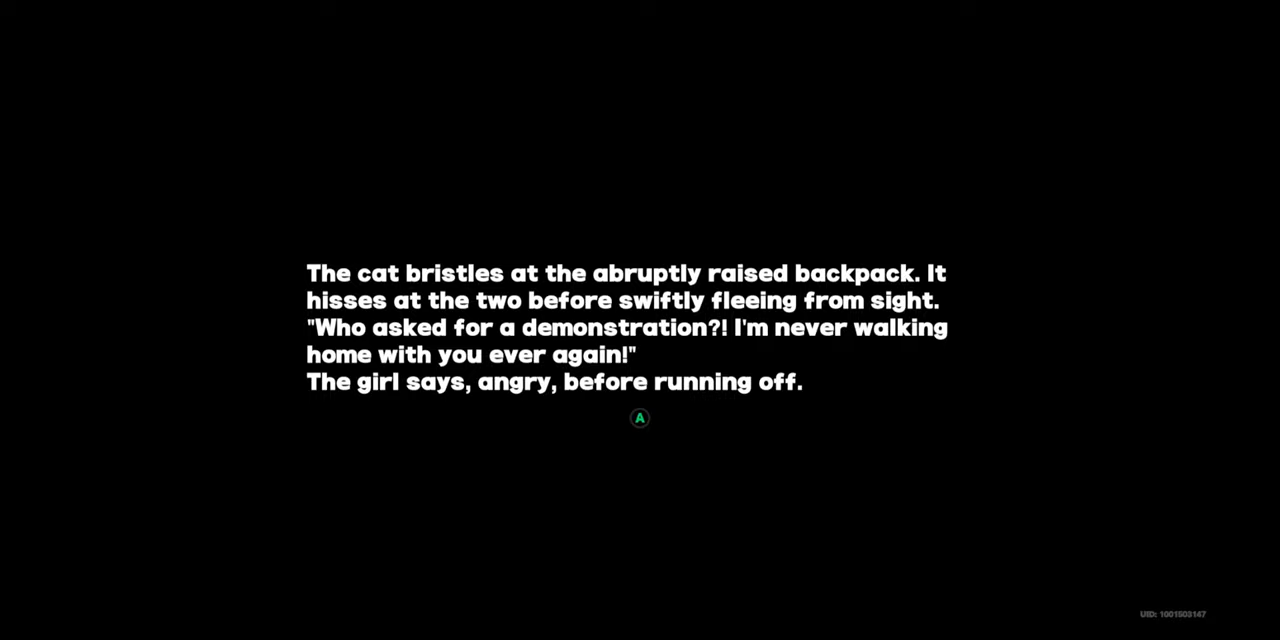 The cat bristles at the abruptly raised backpack. It
hisses at the two before swiftly fleeing from sight.
"Who asked for a demonstration?! I'm never walking
home with you ever again!"
The girl says, angry, before running off.
A
UID: 1001503147